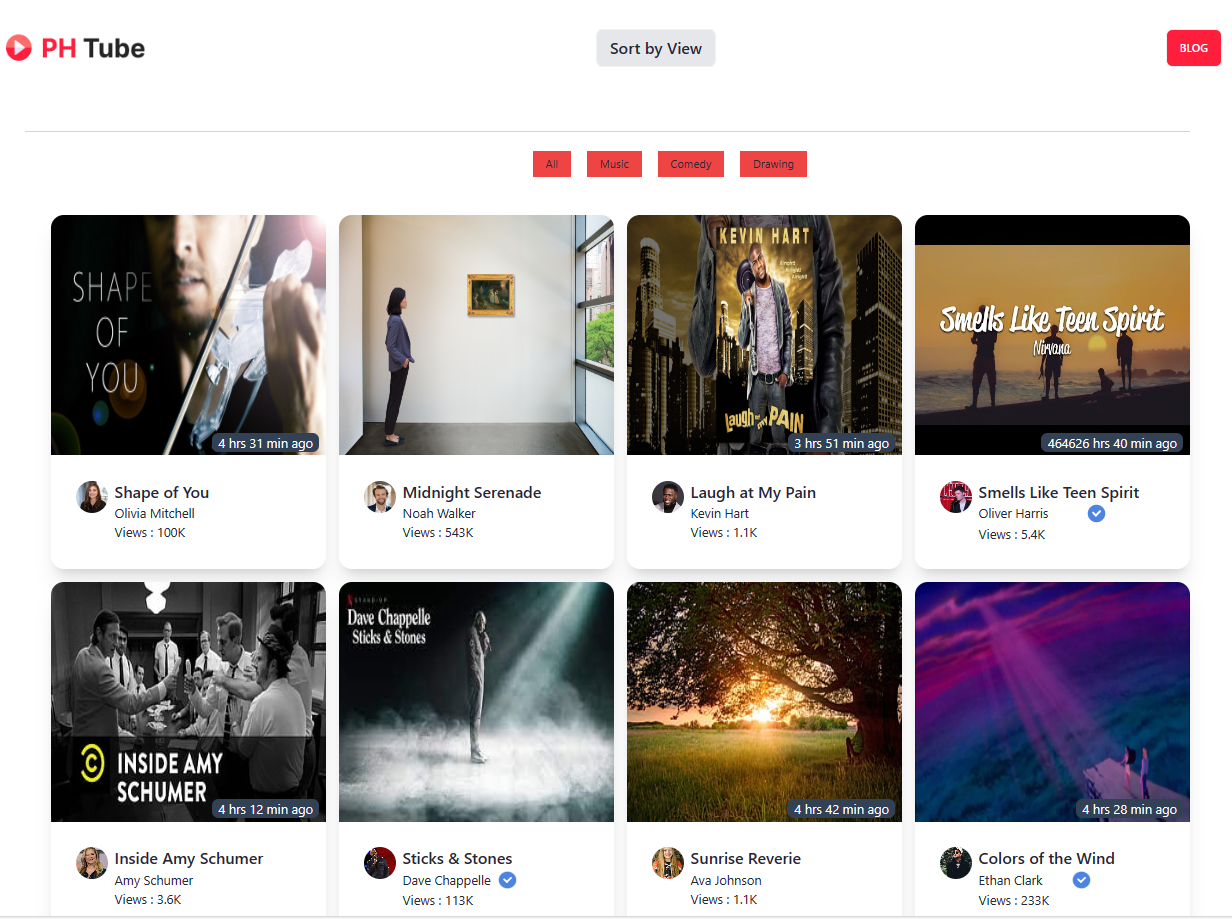 PH Tube
Sort by View
BLOG
All
Music
Comedy
Drawing
SHAPE
OF
YOU
4 hrs 31 min ago
KEVIN HART
Laugh at my PAIN
3 hrs 51 min ago
Smells Like Teen Spirit
Nirvana
464626 hrs 40 min ago
Shape of You
Olivia Mitchell
Views : 100K
Midnight Serenade
Noah Walker
Views : 543K
Laugh at My Pain
Kevin Hart
Views : 1.1K
Smells Like Teen Spirit
Oliver Harris
Views : 5.4K
INSIDE AMY
SCHUMER
4 hrs 12 min ago
N STAND-UP
Dave Chappelle
Sticks & Stones
4 hrs 42 min ago
4 hrs 28 min ago
Inside Amy Schumer
Amy Schumer
Views : 3.6K
Sticks & Stones
Dave Chappelle
Views : 113K
Sunrise Reverie
Ava Johnson
Views : 1.1K
Colors of the Wind
Ethan Clark
Views : 233K